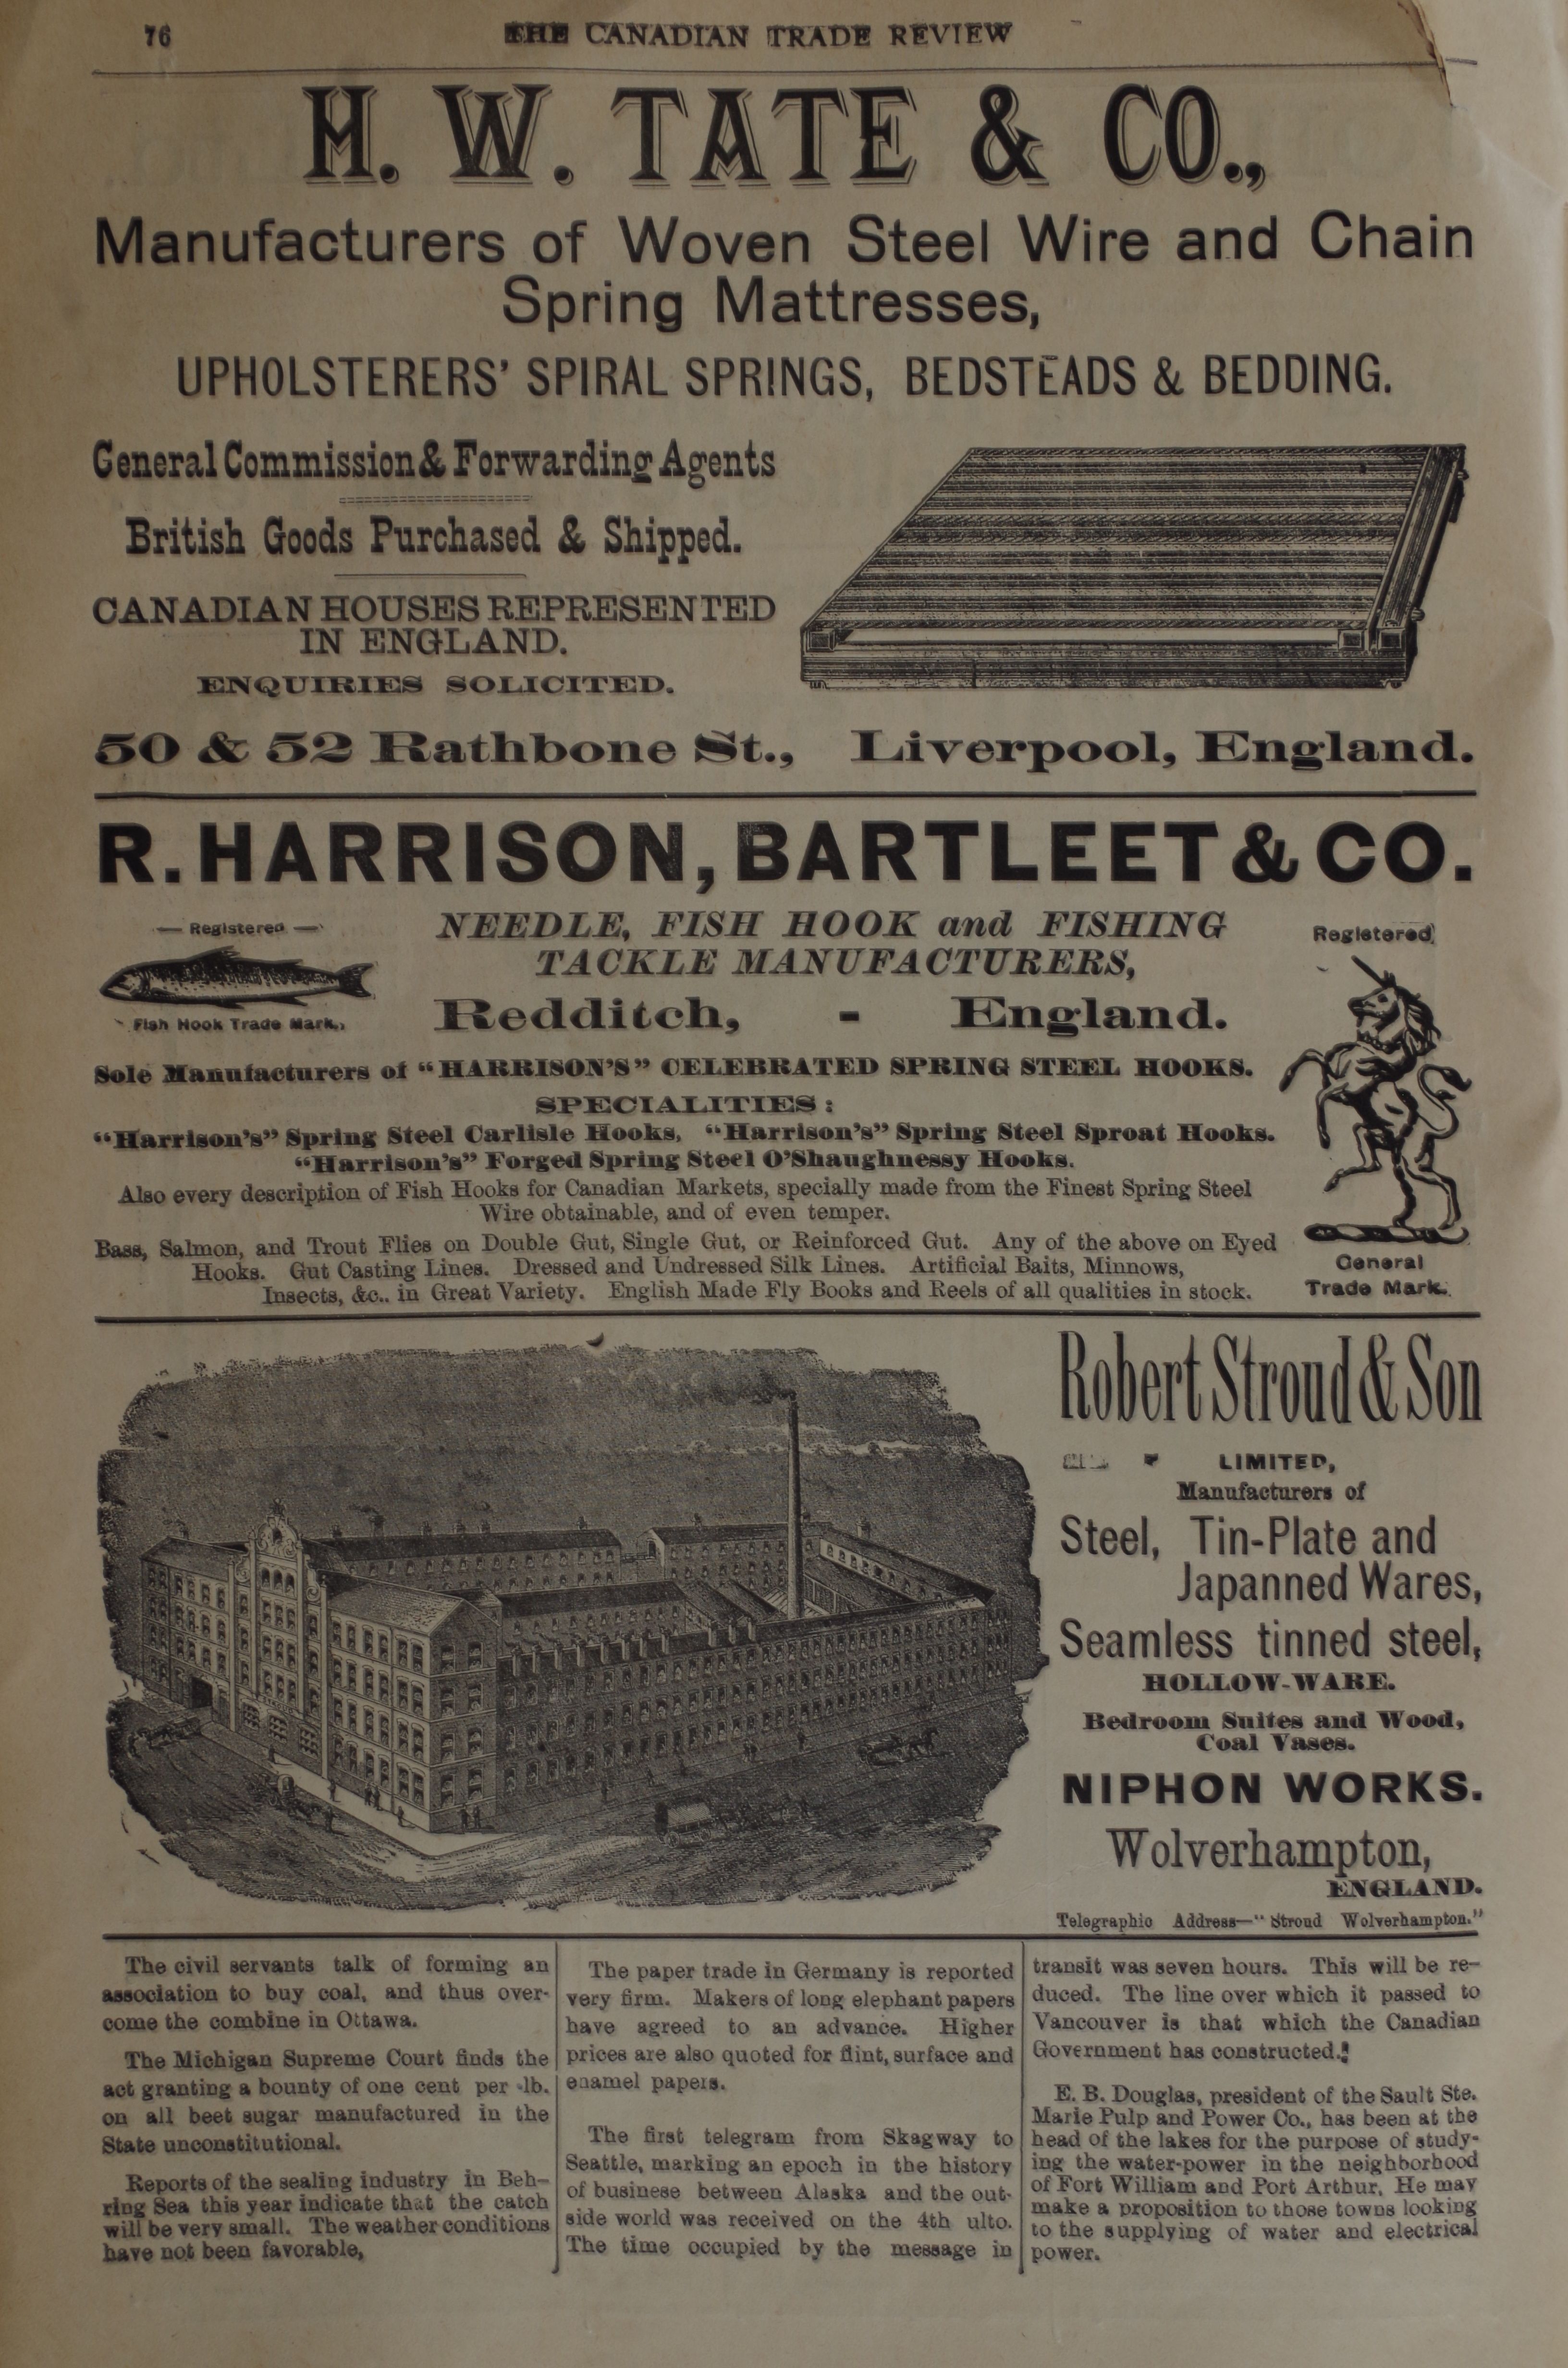 76
THE CANADIAN TRADE REVIEW
H. W. TATE & CO.,
Manufacturers of Woven Steel Wire and Chain
Spring Mattresses,
UPHOLSTERERS' SPIRAL SPRINGS, BEDSTEADS & BEDDING.
General Commission & Forwarding Agents
British Goods Purchased & Shipped.
CANADIAN HOUSES REPRESENTED
IN ENGLAND.
ENQUIRIES SOLICITED.
50 & 52 Rathbone St., Liverpool, England.
R. HARRISON, BARTLEET & CO.
— Registered —
Fish Hook Trade Mark.
NEEDLE, FISH HOOK and FISHING
TACKLE MANUFACTURERS,
Redditch, - England.
Registered
General
Trade Mark.
Sole Manufacturers of "HARRISON'S" CELEBRATED SPRING STEEL HOOKS.
SPECIALITIES:
"Harrison's" Spring Steel Carlisle Hooks, "Harrison's" Spring Steel Sproat Hooks.
"Harrison's" Forged Spring Steel O'Shaughnessy Hooks.
Also every description of Fish Hooks for Canadian Markets, specially made from the Finest Spring Steel
Wire obtainable, and of even temper.
Bass, Salmon, and Trout Flies on Double Gut, Single Gut, or Reinforced Gut. Any of the above on Eyed
Hooks. Gut Casting Lines. Dressed and Undressed Silk Lines. Artificial Baits, Minnows,
Insects, &c.. in Great Variety. English Made Fly Books and Reels of all qualities in stock.
Robert Stroud & Son
LIMITED,
Manufacturers of
Steel, Tin-Plate and
Japanned Wares,
Seamless tinned steel,
HOLLOW-WARE.
Bedroom Suites and Wood,
Coal Vases.
NIPHON WORKS.
Wolverhampton,
ENGLAND.
Telegraphic Address—"Stroud Wolverhampton."
The civil servants talk of forming an
association to buy coal, and thus over-
come the combine in Ottawa.
The Michigan Supreme Court finds the
act granting a bounty of one cent per lb.
on all beet sugar manufactured in the
State unconstitutional.
Reports of the sealing industry in Beh-
ring Sea this year indicate that the catch
will be very small. The weather conditions
have not been favorable,
The paper trade in Germany is reported
very firm. Makers of long elephant papers
have agreed to an advance. Higher
prices are also quoted for flint, surface and
enamel papers.
The first telegram from Skagway to
Seattle, marking an epoch in the history
of businese between Alaska and the out-
side world was received on the 4th ulto.
The time occupied by the message in
transit was seven hours. This will be re-
duced. The line over which it passed to
Vancouver is that which the Canadian
Government has constructed.
E. B. Douglas, president of the Sault Ste.
Marie Pulp and Power Co., has been at the
head of the lakes for the purpose of study-
ing the water-power in the neighborhood
of Fort William and Port Arthur. He may
make a proposition to those towns looking
to the supplying of water and electrical
power.